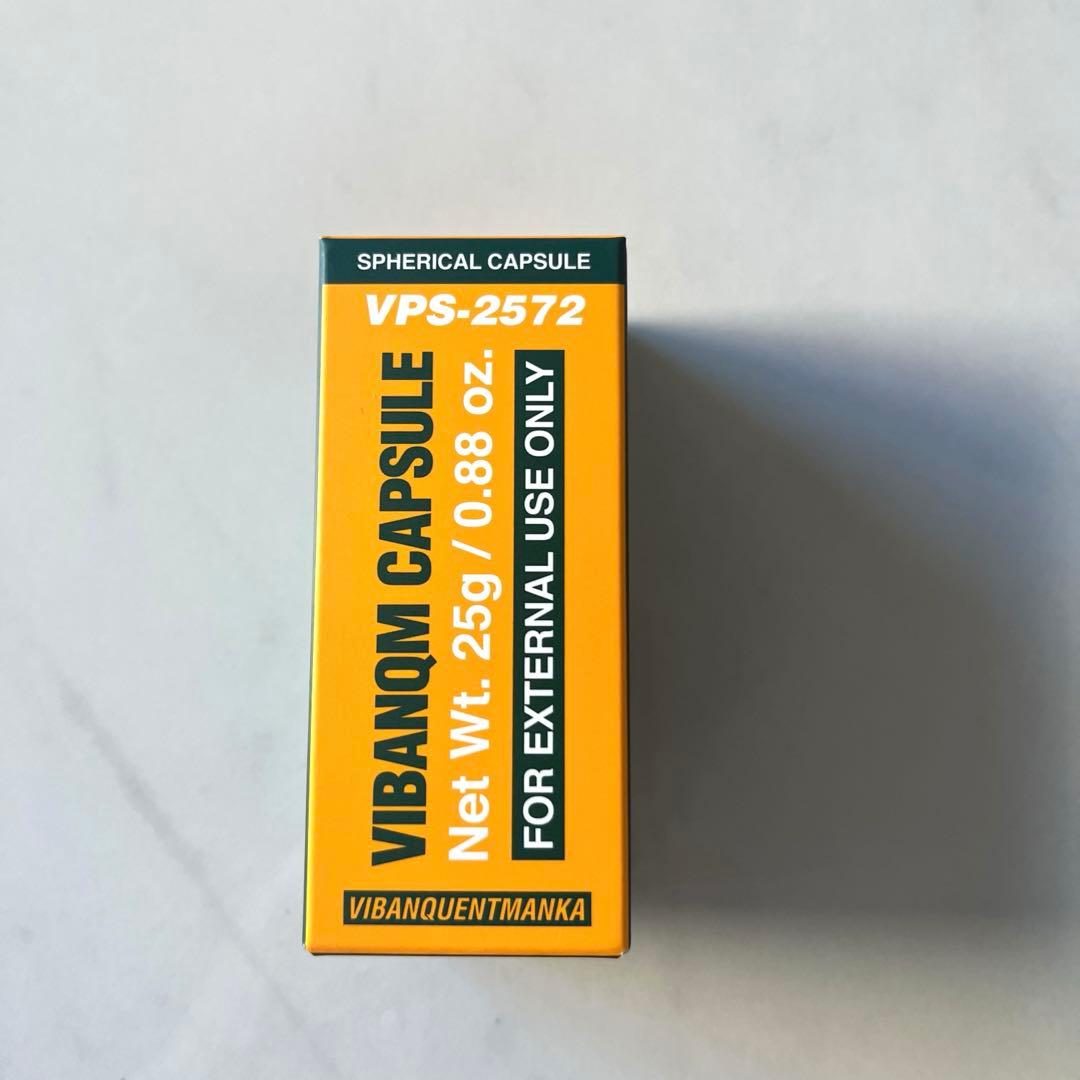 SPHERICAL CAPSULE
VPS-2572
VIBANQM CAPSULE
Net Wt. 25g / 0.88 oz.
FOR EXTERNAL USE ONLY
VIBANQUENTMANKA